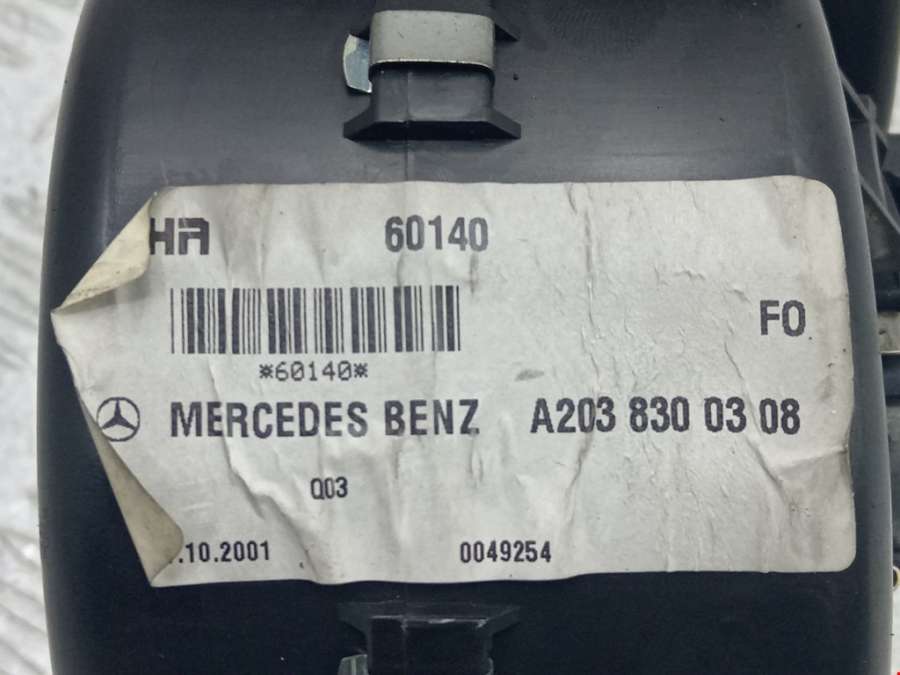 HA 60140
FO
*60140*
MERCEDES BENZ A203 830 03 08
Q03
.10.2001 0049254